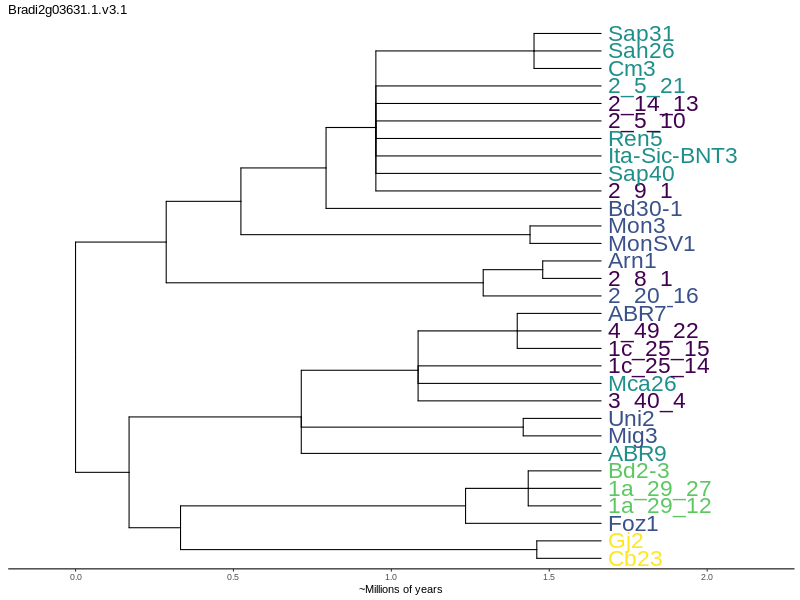 Bradi2g03631.1.v3.1
Sap31
Sah26
Cm3
2_5_21
2_14_13
2_5_10
Ren5
Ita-Sic-BNT3
Sap40
2_9_1
Bd30-1
Mon3
MonSV1
Arn1
2_8_1
2_20_16
ABR7
4_49_22
1c_25_15
1c_25_14
Mca26
3_40_4
Uni2
Mig3
ABR9
Bd2-3
1a_29_27
1a_29_12
Foz1
Gj2
Cb23
0.0 0.5 1.0 1.5 2.0
~Millions of years